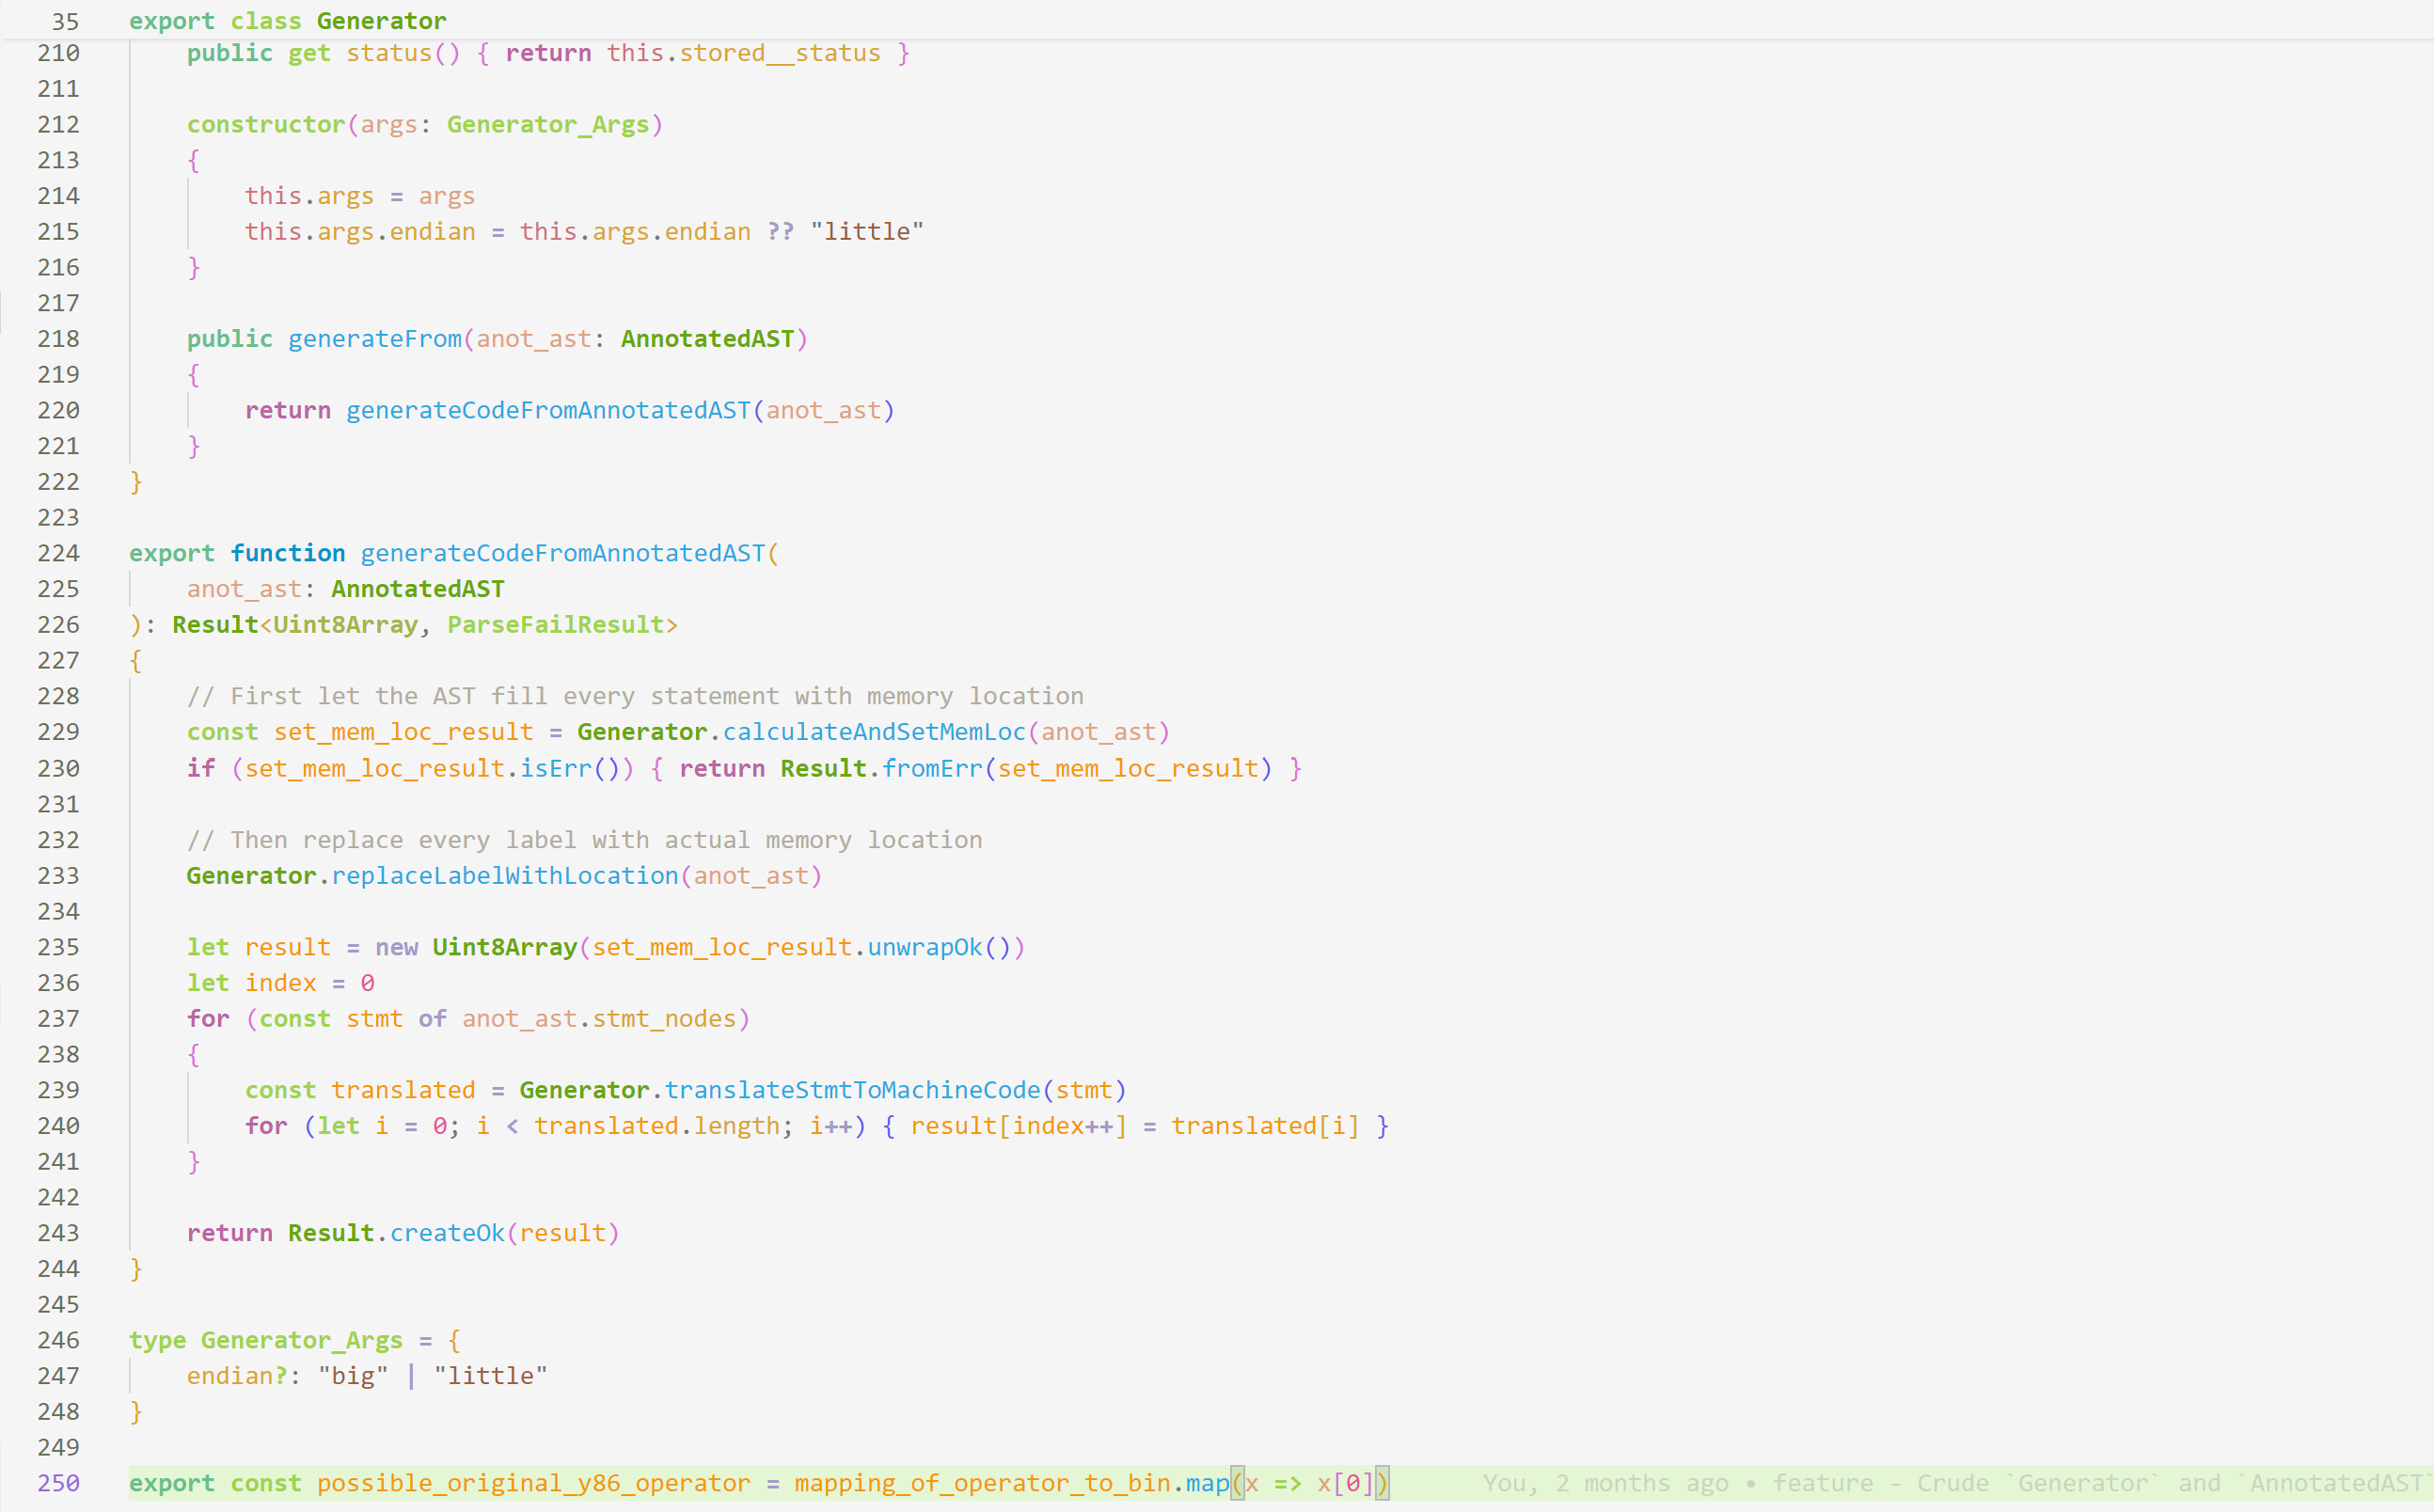 35 export class Generator
210     public get status() { return this.stored__status }
211
212     constructor(args: Generator_Args)
213     {
214         this.args = args
215         this.args.endian = this.args.endian ?? "little"
216     }
217
218     public generateFrom(anot_ast: AnnotatedAST)
219     {
220         return generateCodeFromAnnotatedAST(anot_ast)
221     }
222 }
223
224 export function generateCodeFromAnnotatedAST(
225     anot_ast: AnnotatedAST
226 ): Result<Uint8Array, ParseFailResult>
227 {
228     // First let the AST fill every statement with memory location
229     const set_mem_loc_result = Generator.calculateAndSetMemLoc(anot_ast)
230     if (set_mem_loc_result.isErr()) { return Result.fromErr(set_mem_loc_result) }
231
232     // Then replace every label with actual memory location
233     Generator.replaceLabelWithLocation(anot_ast)
234
235     let result = new Uint8Array(set_mem_loc_result.unwrapOk())
236     let index = 0
237     for (const stmt of anot_ast.stmt_nodes)
238     {
239         const translated = Generator.translateStmtToMachineCode(stmt)
240         for (let i = 0; i < translated.length; i++) { result[index++] = translated[i] }
241     }
242
243     return Result.createOk(result)
244 }
245
246 type Generator_Args = {
247     endian?: "big" | "little"
248 }
249
250 export const possible_original_y86_operator = mapping_of_operator_to_bin.map(x => x[0]) You, 2 months ago • feature - Crude `Generator` and `AnnotatedAST`